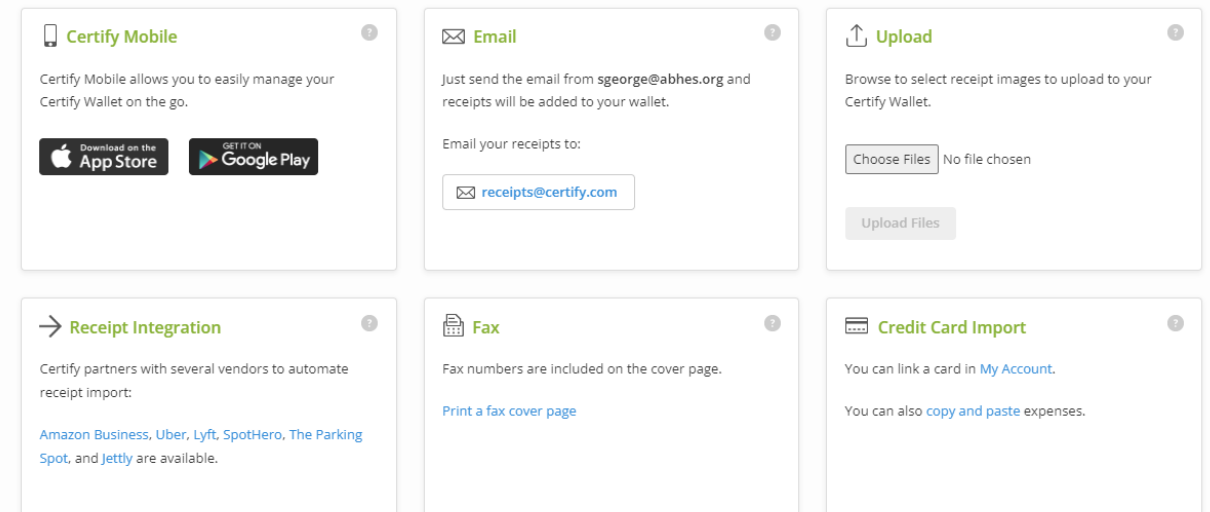 Certify Mobile
?
Certify Mobile allows you to easily manage your
Certify Wallet on the go.
Download on the
App Store
GET IT ON
Google Play
Email
?
Just send the email from sgeorge@abhes.org and
receipts will be added to your wallet.
Email your receipts to:
receipts@certify.com
Upload
?
Browse to select receipt images to upload to your
Certify Wallet.
Choose Files No file chosen
Upload Files
Receipt Integration
?
Certify partners with several vendors to automate
receipt import:
Amazon Business, Uber, Lyft, SpotHero, The Parking
Spot, and Jettly are available.
Fax
?
Fax numbers are included on the cover page.
Print a fax cover page
Credit Card Import
?
You can link a card in My Account.
You can also copy and paste expenses.